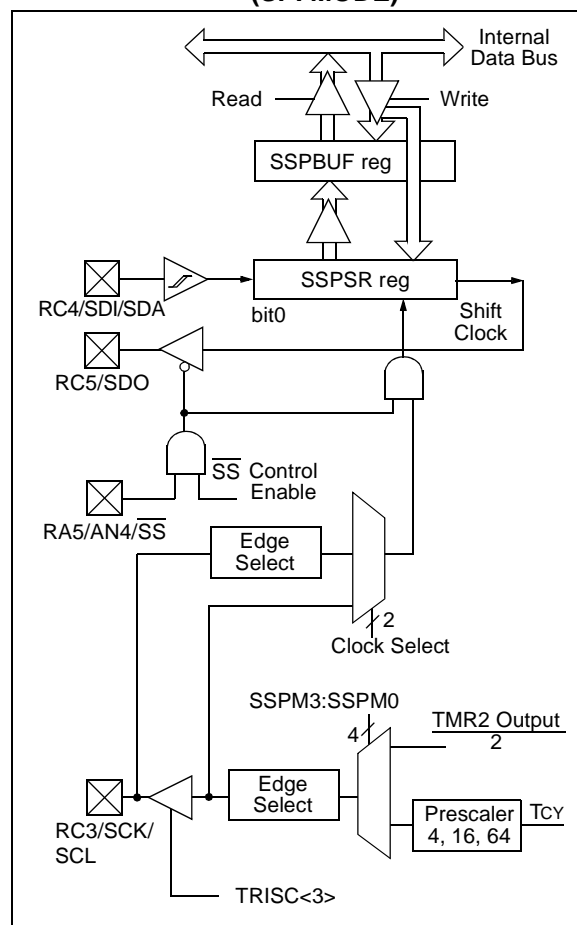 Internal
Data Bus
Read
Write
SSPBUF reg
SSPSR reg
RC4/SDI/SDA
bit0
Shift
Clock
RC5/SDO
SS Control
Enable
RA5/AN4/SS
Edge
Select
2
Clock Select
SSPM3:SSPM0
TMR2 Output
2
4
Edge
Select
Prescaler
4, 16, 64
TCY
RC3/SCK/
SCL
TRISC<3>